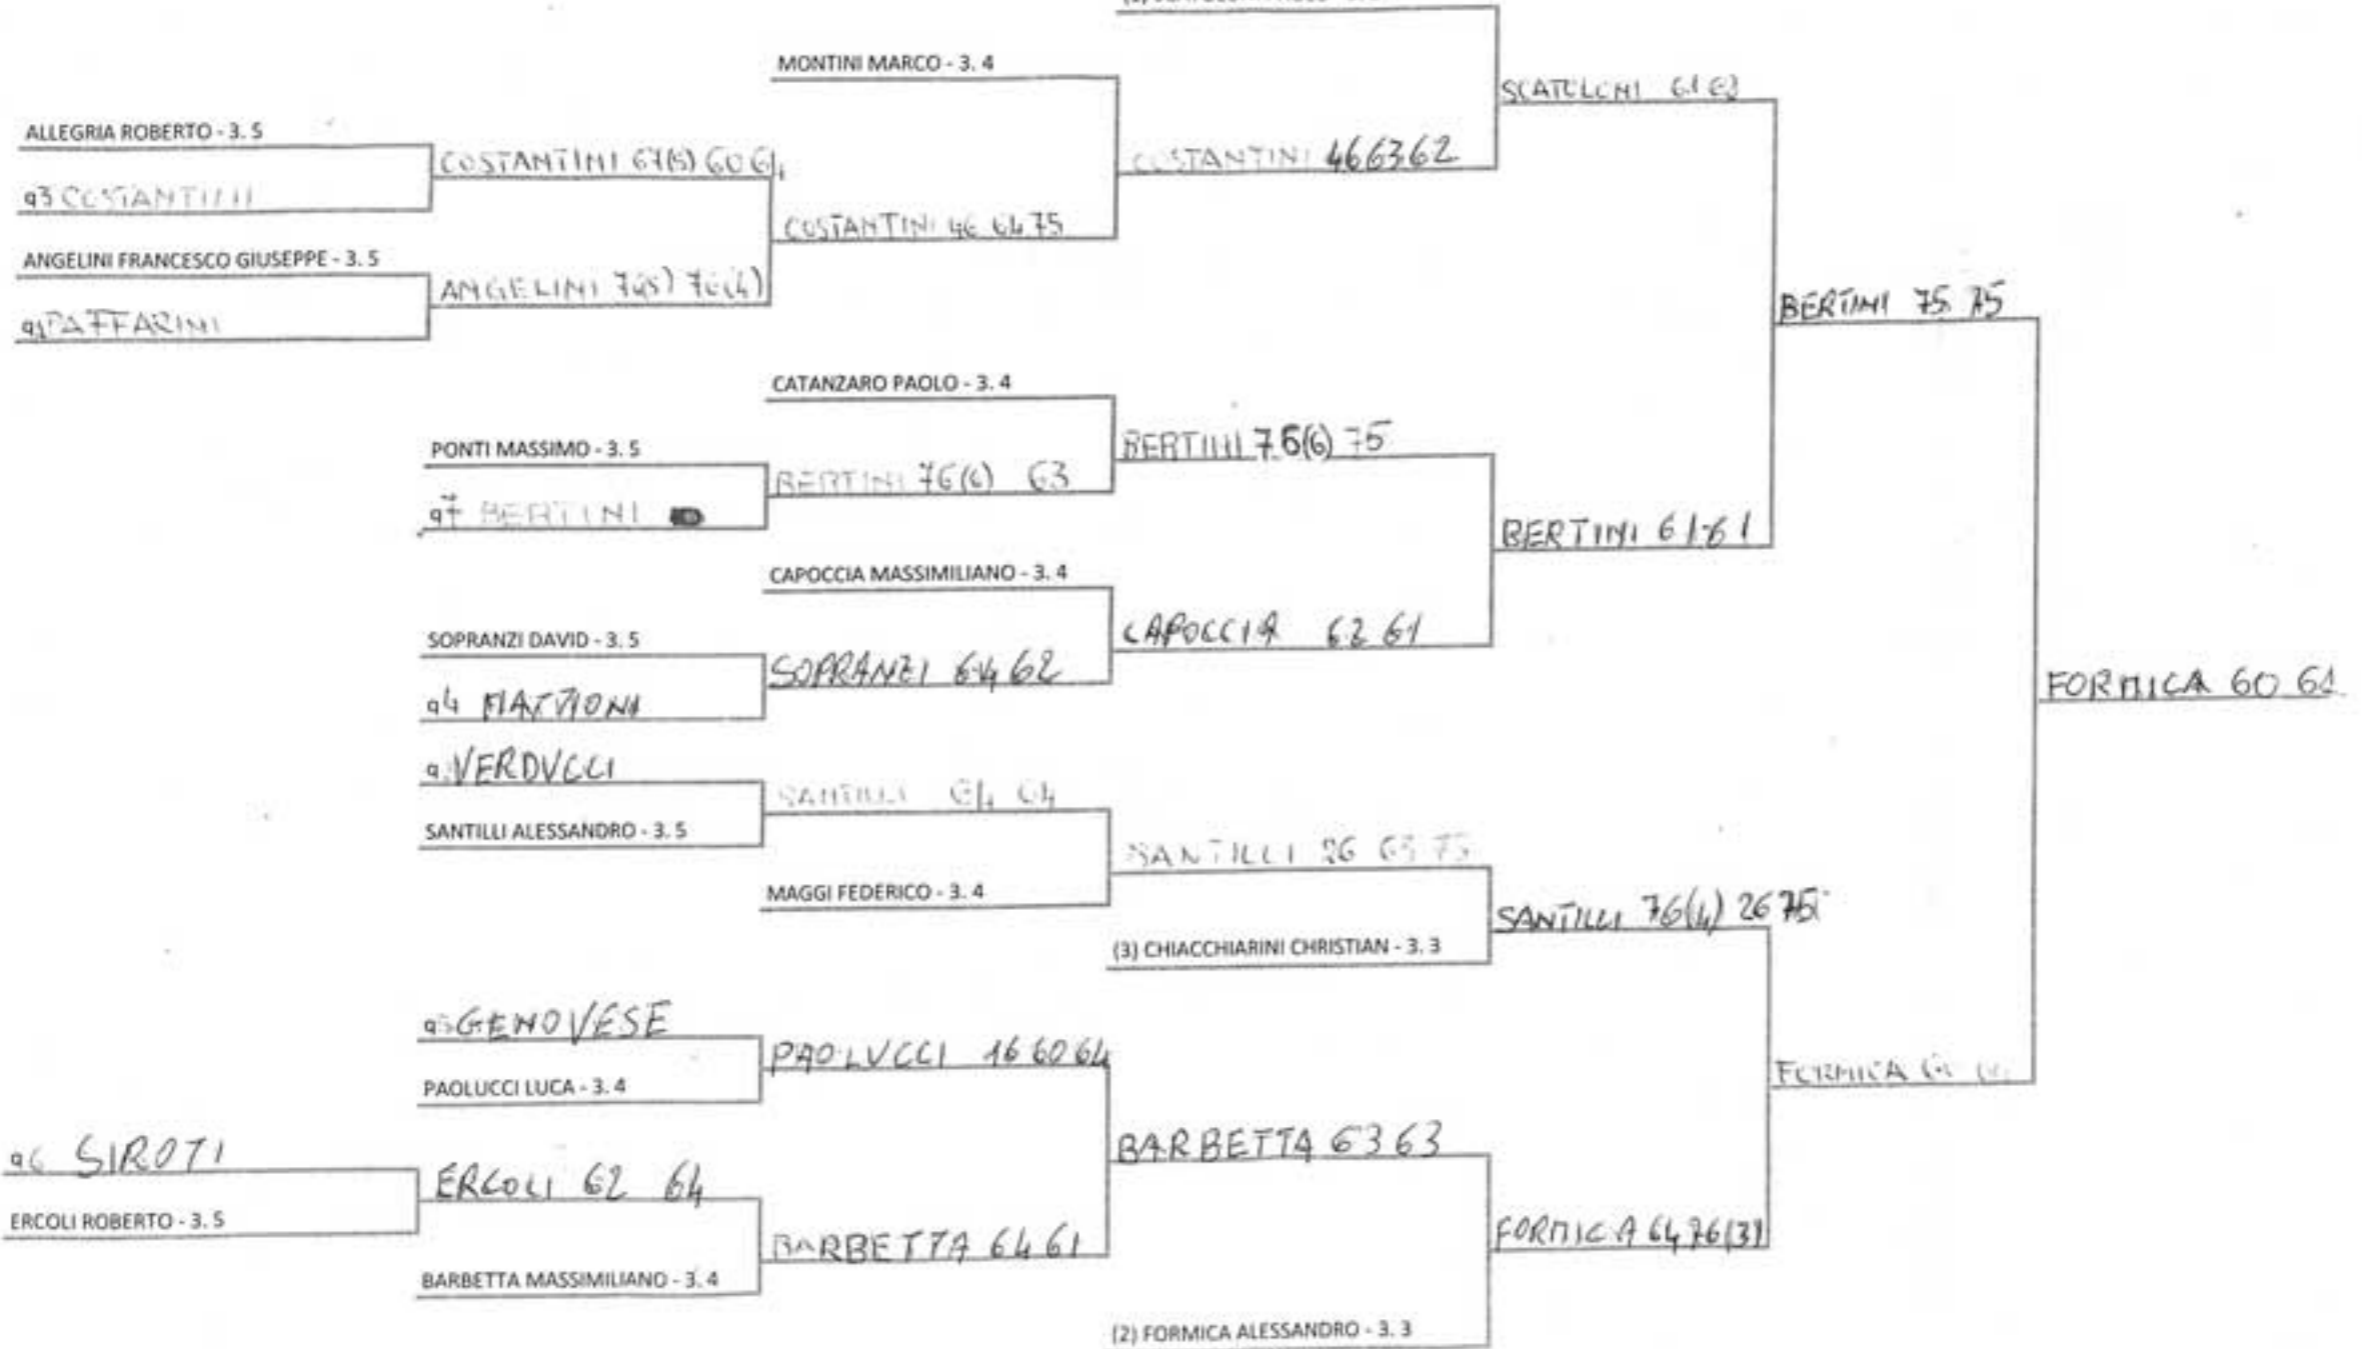 MONTINI MARCO - 3. 4
SCATOLONI 61 63
ALLEGRIA ROBERTO - 3. 5
COSTANTINI 67(5) 60 64
COSTANTINI 46 63 62
q3 COSTANTINI
COSTANTINI 46 64 75
ANGELINI FRANCESCO GIUSEPPE - 3. 5
ANGELINI 76(5) 76(4)
BERTINI 75 75
q1 PAFFARINI
CATANZARO PAOLO - 3. 4
PONTI MASSIMO - 3. 5
BERTINI 76(6) 75
BERTINI 76(6) 63
q7 BERTINI
BERTINI 61 61
CAPOCCIA MASSIMILIANO - 3. 4
SOPRANZI DAVID - 3. 5
CAPOCCIA 62 61
SOPRANZI 64 62
FORMICA 60 61
q4 MATTIONI
q VERDUCCI
SANTILLI 64 64
SANTILLI ALESSANDRO - 3. 5
SANTILLI 26 63 75
MAGGI FEDERICO - 3. 4
SANTILLI 76(4) 26 75
(3) CHIACCHIARINI CHRISTIAN - 3. 3
q5 GENOVESE
PAOLUCCI 16 60 64
PAOLUCCI LUCA - 3. 4
FORMICA
q6 SIROTI
BARBETTA 63 63
ERCOLI 62 64
ERCOLI ROBERTO - 3. 5
BARBETTA 64 61
FORMICA 64 76(3)
BARBETTA MASSIMILIANO - 3. 4
(2) FORMICA ALESSANDRO - 3. 3